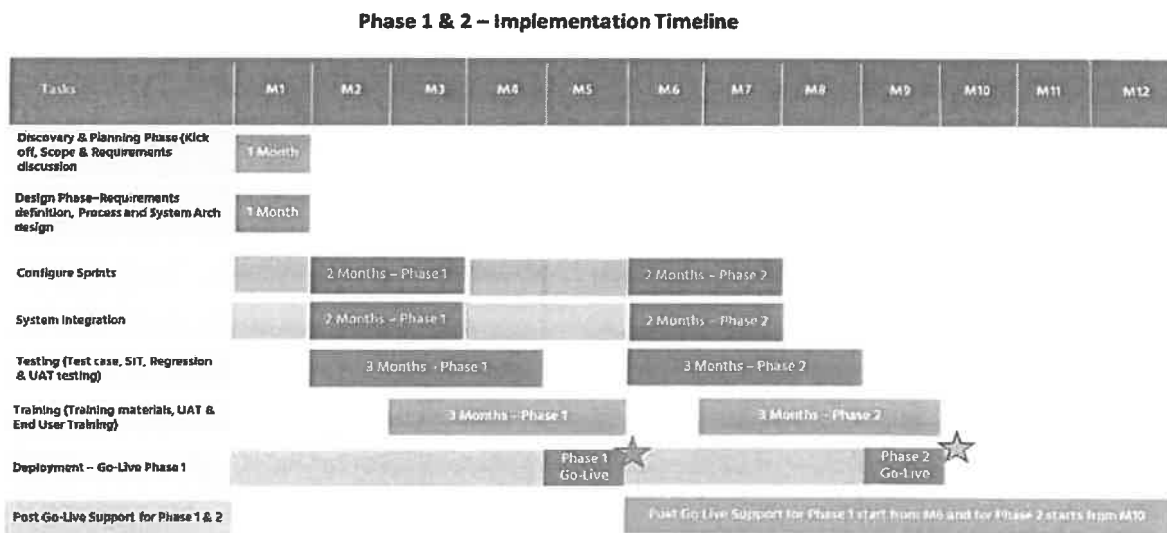 Phase 1 & 2 – Implementation Timeline
Tasks M1 M2 M3 M4 M5 M6 M7 M8 M9 M10 M11 M12
Discovery & Planning Phase (Kick
off, Scope & Requirements
discussion
1 Month
Design Phase–Requirements
definition, Process and System Arch
design
1 Month
Configure Sprints
2 Months – Phase 1
2 Months – Phase 2
System Integration
2 Months – Phase 1
2 Months – Phase 2
Testing (Test case, SIT, Regression
& UAT testing)
3 Months - Phase 1
3 Months – Phase 2
Training (Training materials, UAT &
End User Training)
3 Months – Phase 1
3 Months – Phase 2
Deployment – Go-Live Phase 1
Phase 1
Go-Live
Phase 2
Go-Live
Post Go-Live Support for Phase 1 & 2
Post Go Live Support for Phase 1 start from M6 and for Phase 2 starts from M10